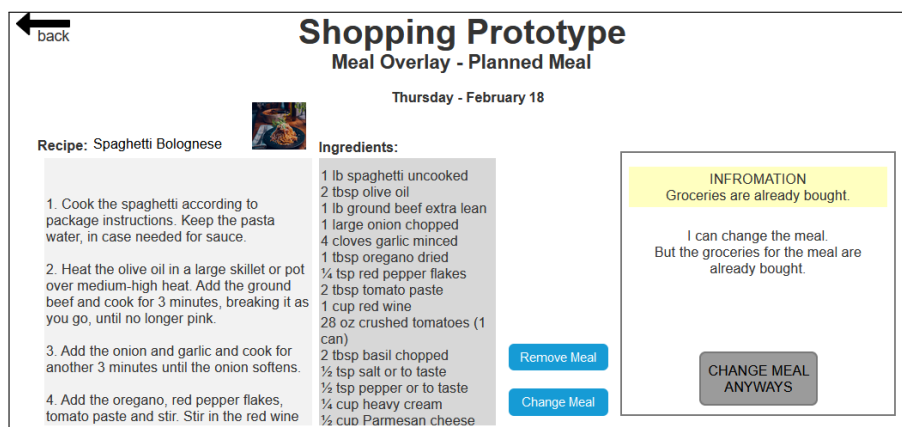 back
Shopping Prototype
Meal Overlay - Planned Meal
Thursday - February 18
Recipe: Spaghetti Bolognese
1. Cook the spaghetti according to
package instructions. Keep the pasta
water, in case needed for sauce.
2. Heat the olive oil in a large skillet or pot
over medium-high heat. Add the ground
beef and cook for 3 minutes, breaking it as
you go, until no longer pink.
3. Add the onion and garlic and cook for
another 3 minutes until the onion softens.
4. Add the oregano, red pepper flakes,
tomato paste and stir. Stir in the red wine
Ingredients:
1 lb spaghetti uncooked
2 tbsp olive oil
1 lb ground beef extra lean
1 large onion chopped
4 cloves garlic minced
1 tbsp oregano dried
¼ tsp red pepper flakes
2 tbsp tomato paste
1 cup red wine
28 oz crushed tomatoes (1
can)
2 tbsp basil chopped
½ tsp salt or to taste
½ tsp pepper or to taste
¼ cup heavy cream
½ cup Parmesan cheese
Remove Meal
Change Meal
INFROMATION
Groceries are already bought.
I can change the meal.
But the groceries for the meal are
already bought.
CHANGE MEAL
ANYWAYS